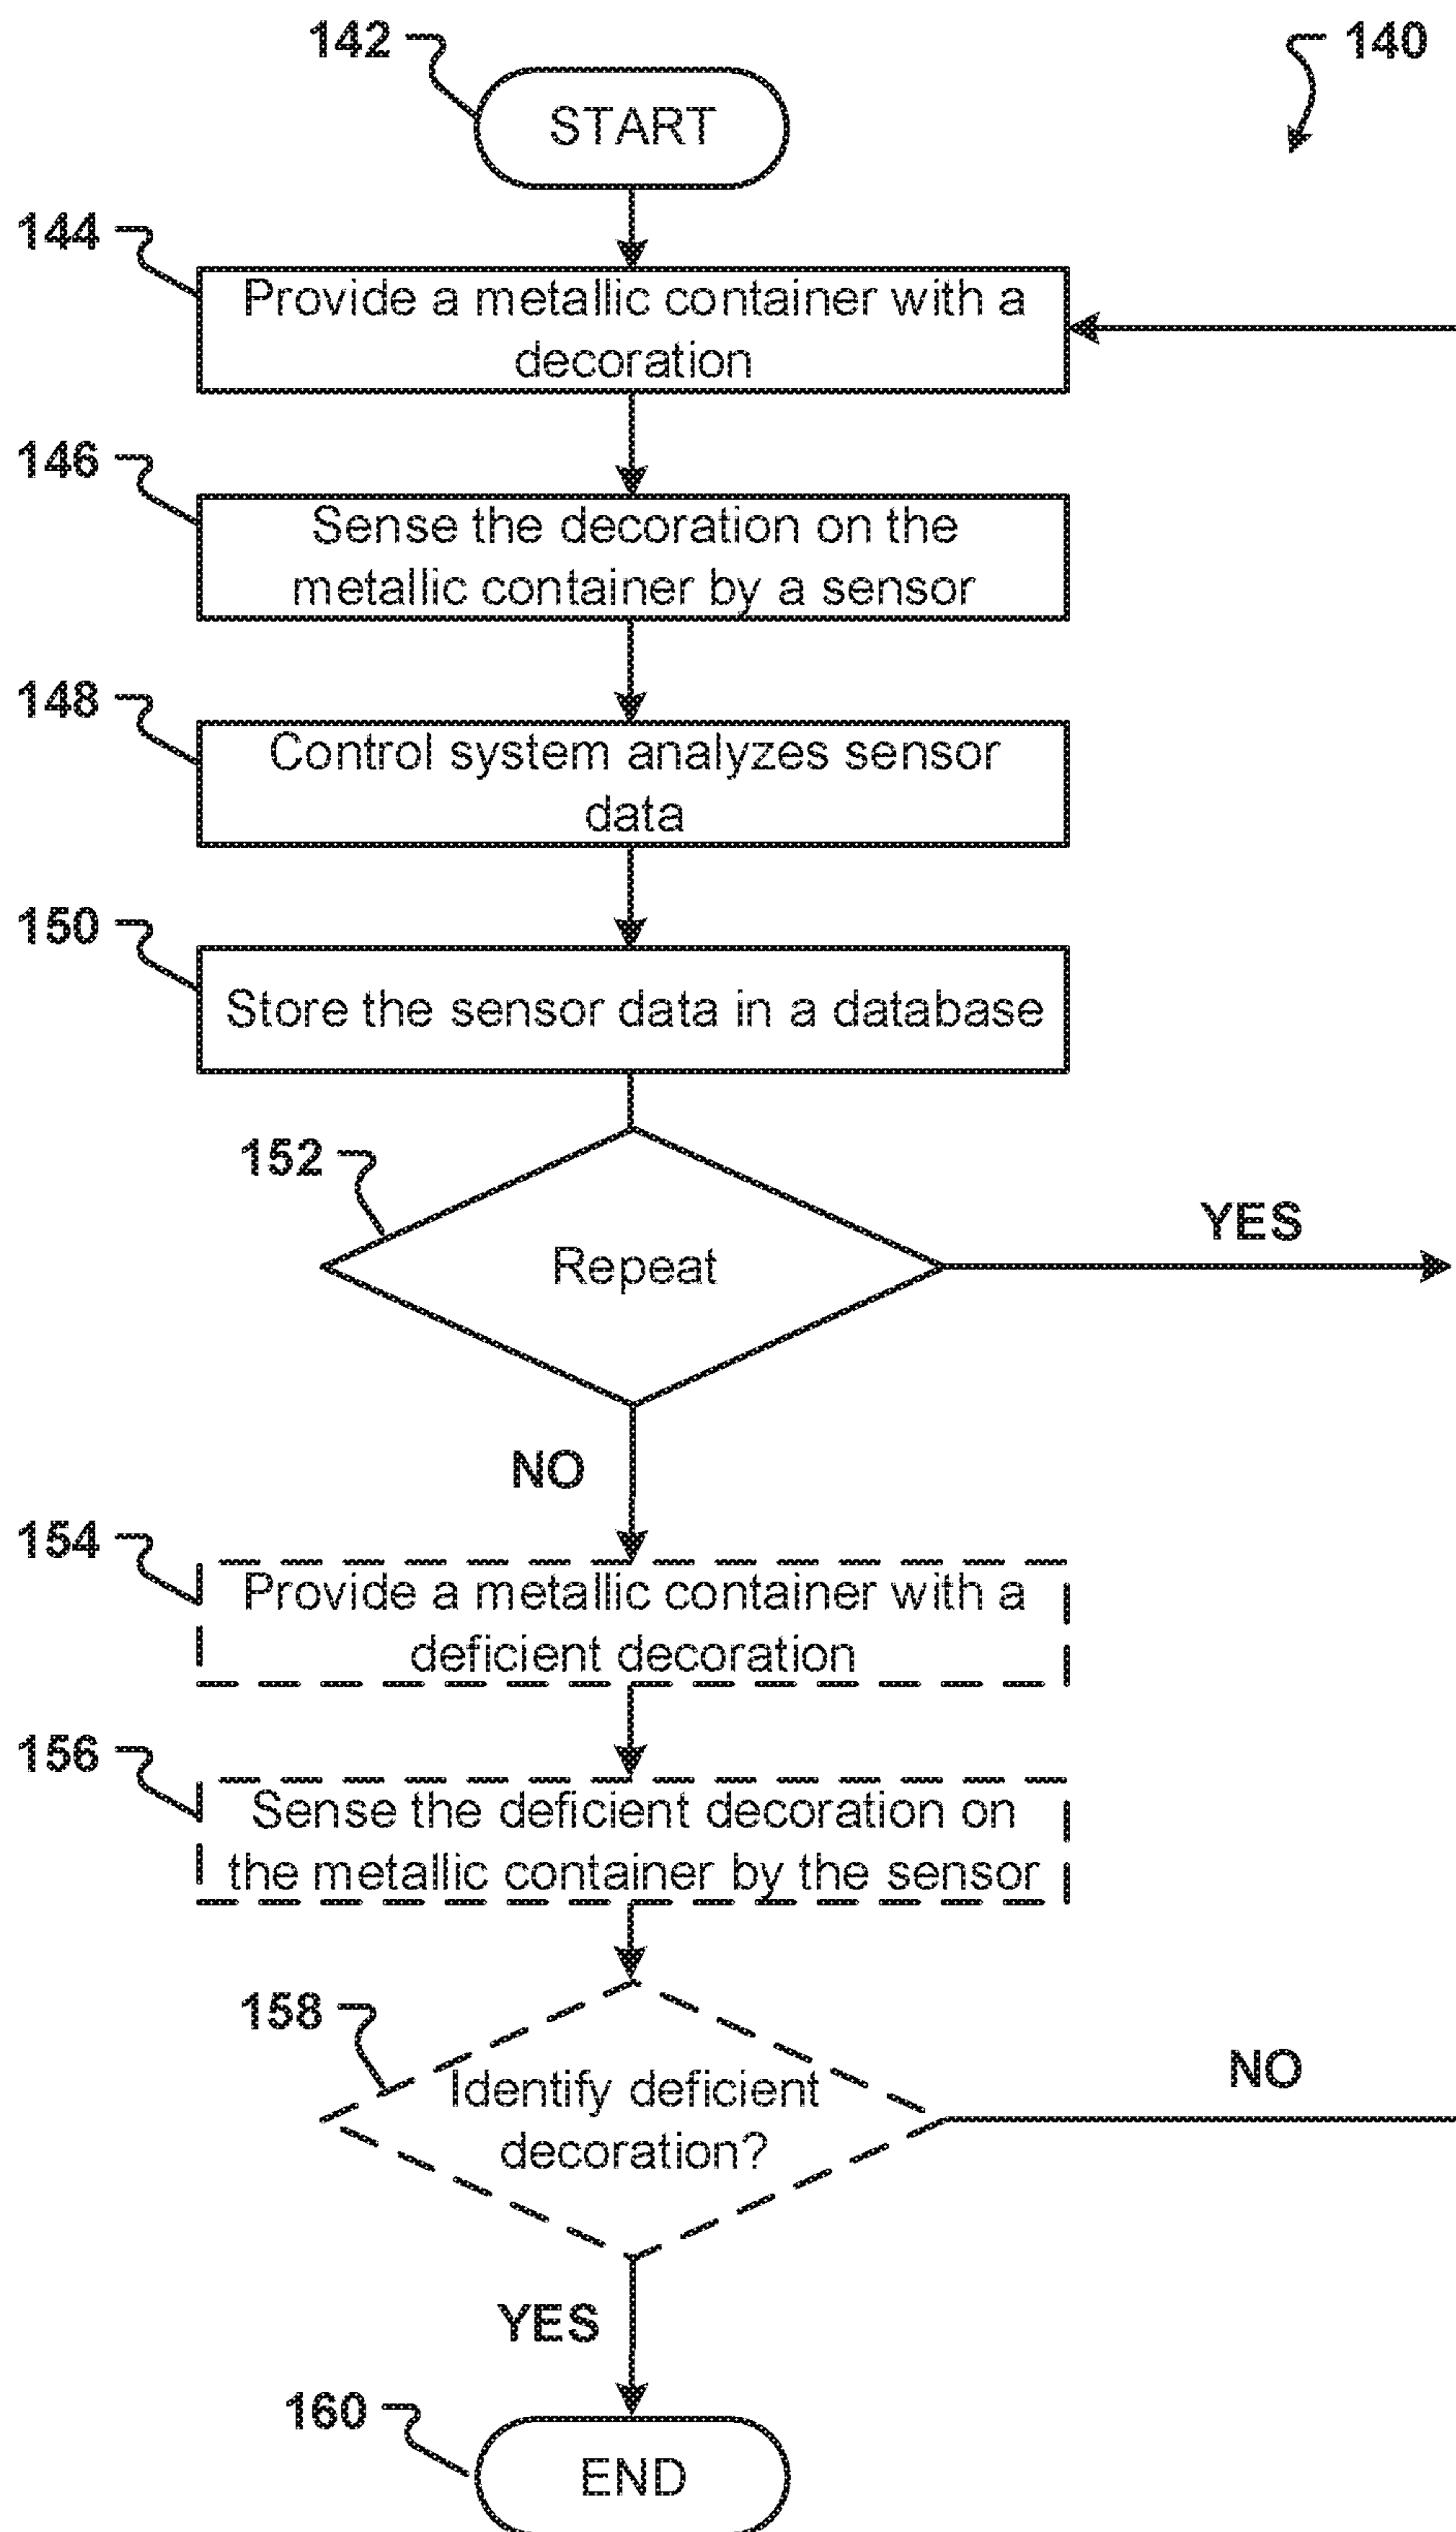 142
140
START
144
Provide a metallic container with a
decoration
146
Sense the decoration on the
metallic container by a sensor
148
Control system analyzes sensor
data
150
Store the sensor data in a database
152
Repeat
YES
NO
154
Provide a metallic container with a
deficient decoration
156
Sense the deficient decoration on
the metallic container by the sensor
158
Identify deficient
decoration?
NO
YES
160
END